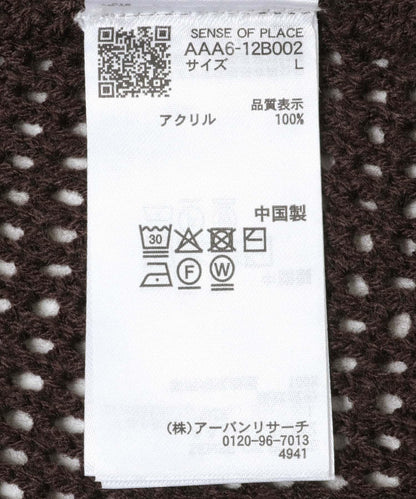 SENSE OF PLACE
AAA6-12B002
サイズ L
品質表示
アクリル 100%
中国製
30
F W
(株)アーバンリサーチ
0120-96-7013
4941